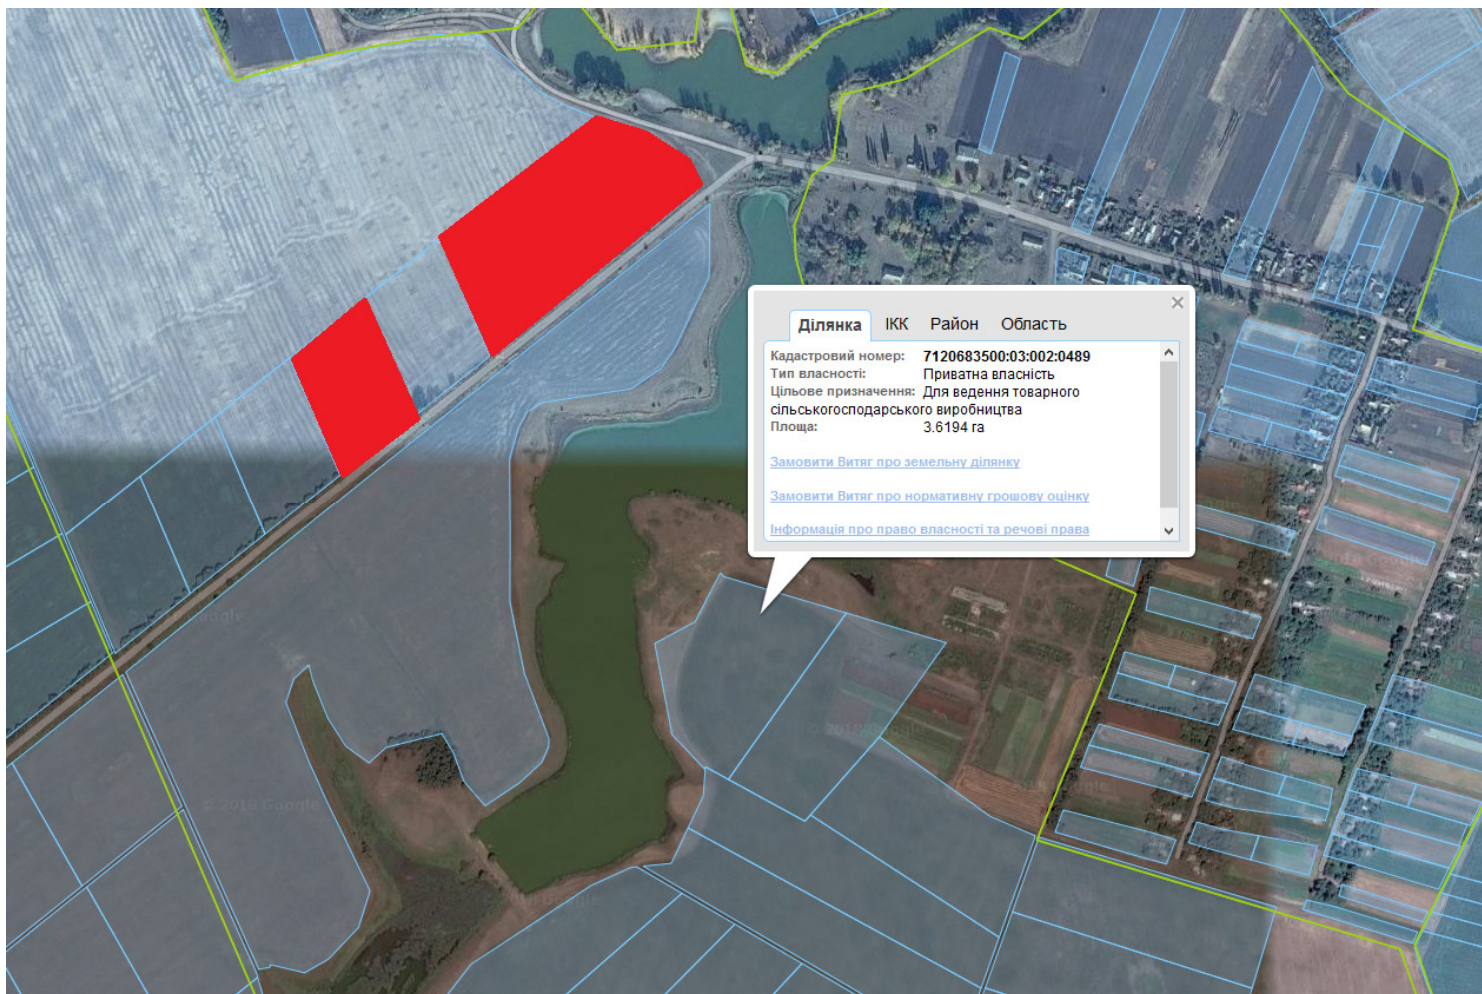 Ділянка ІКК Район Область
Кадастровий номер: 7120683500:03:002:0489
Тип власності: Приватна власність
Цільове призначення: Для ведення товарного
сільськогосподарського виробництва
Площа: 3.6194 га
Замовити Витяг про земельну ділянку
Замовити Витяг про нормативну грошову оцінку
Інформація про право власності та речові права
© 2018 Google